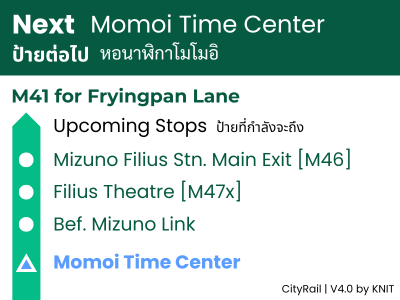 Next Momoi Time Center
ป้ายต่อไป หอนาฬิกาโมโมอิ
M41 for Fryingpan Lane
Upcoming Stops ป้ายที่กำลังจะถึง
Mizuno Filius Stn. Main Exit [M46]
Filius Theatre [M47x]
Bef. Mizuno Link
Momoi Time Center
CityRail | V4.0 by KNIT